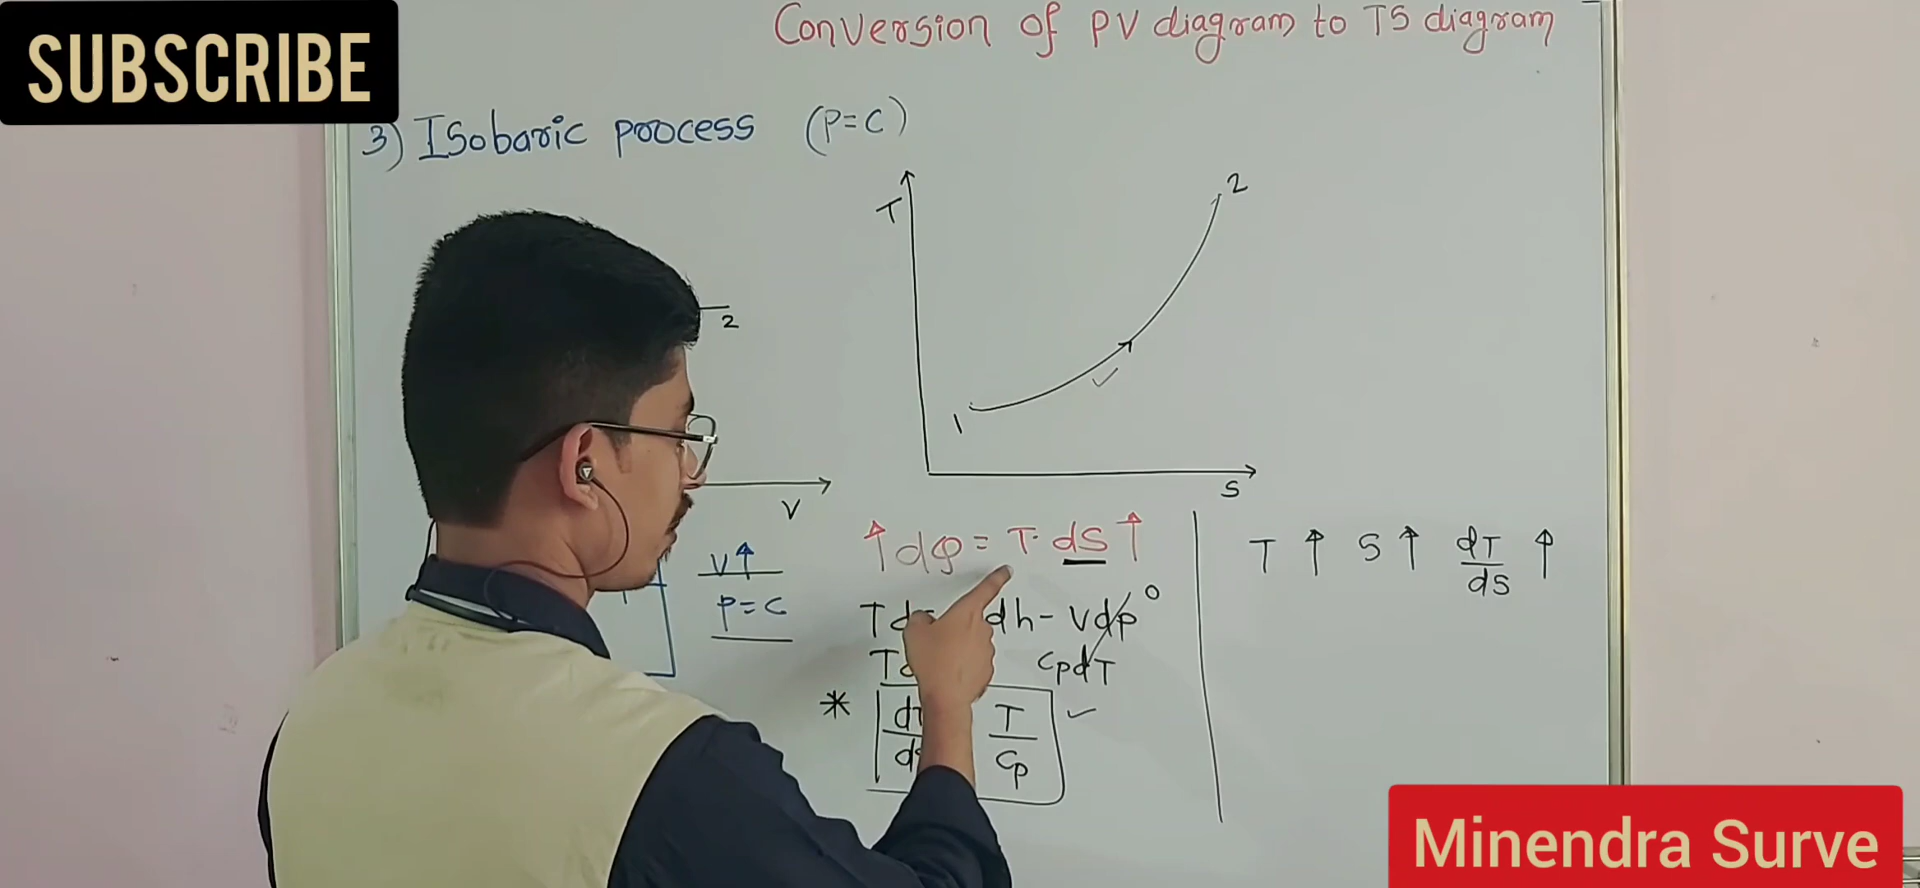 SUBSCRIBE
Conversion of PV diagram to TS diagram
3) Isobaric process (P=C)
T
2
1
S
2
V
V↑
P=C
↑dφ = T·dS↑
dh - vdp 0
CpdT
* T
Cp
T↑ S↑ dT/ds ↑
Minendra Surve